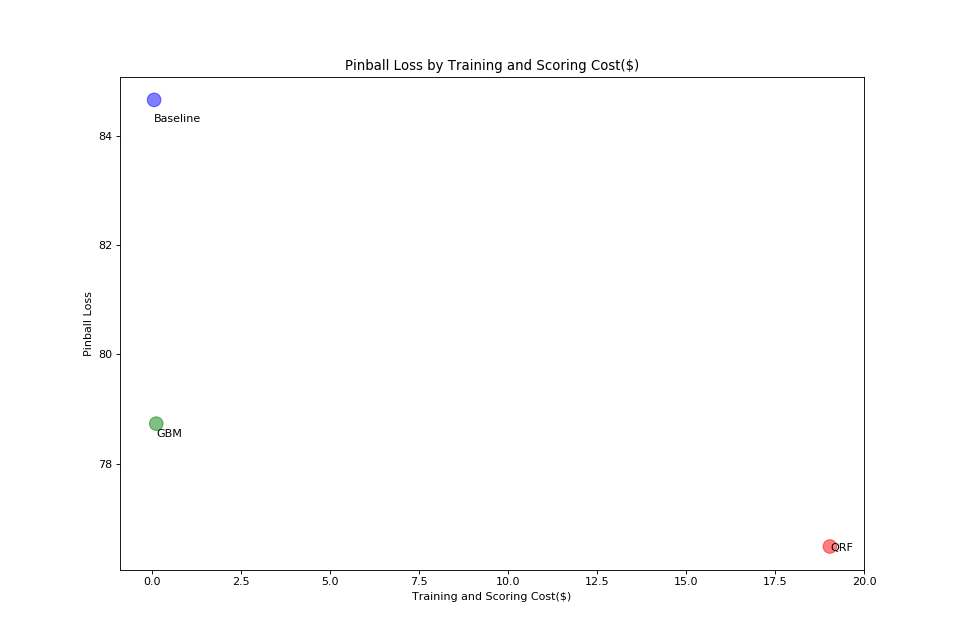 Pinball Loss by Training and Scoring Cost($)
Baseline
84
82
Pinball Loss
80
GBM
78
QRF
0.0 2.5 5.0 7.5 10.0 12.5 15.0 17.5 20.0
Training and Scoring Cost($)